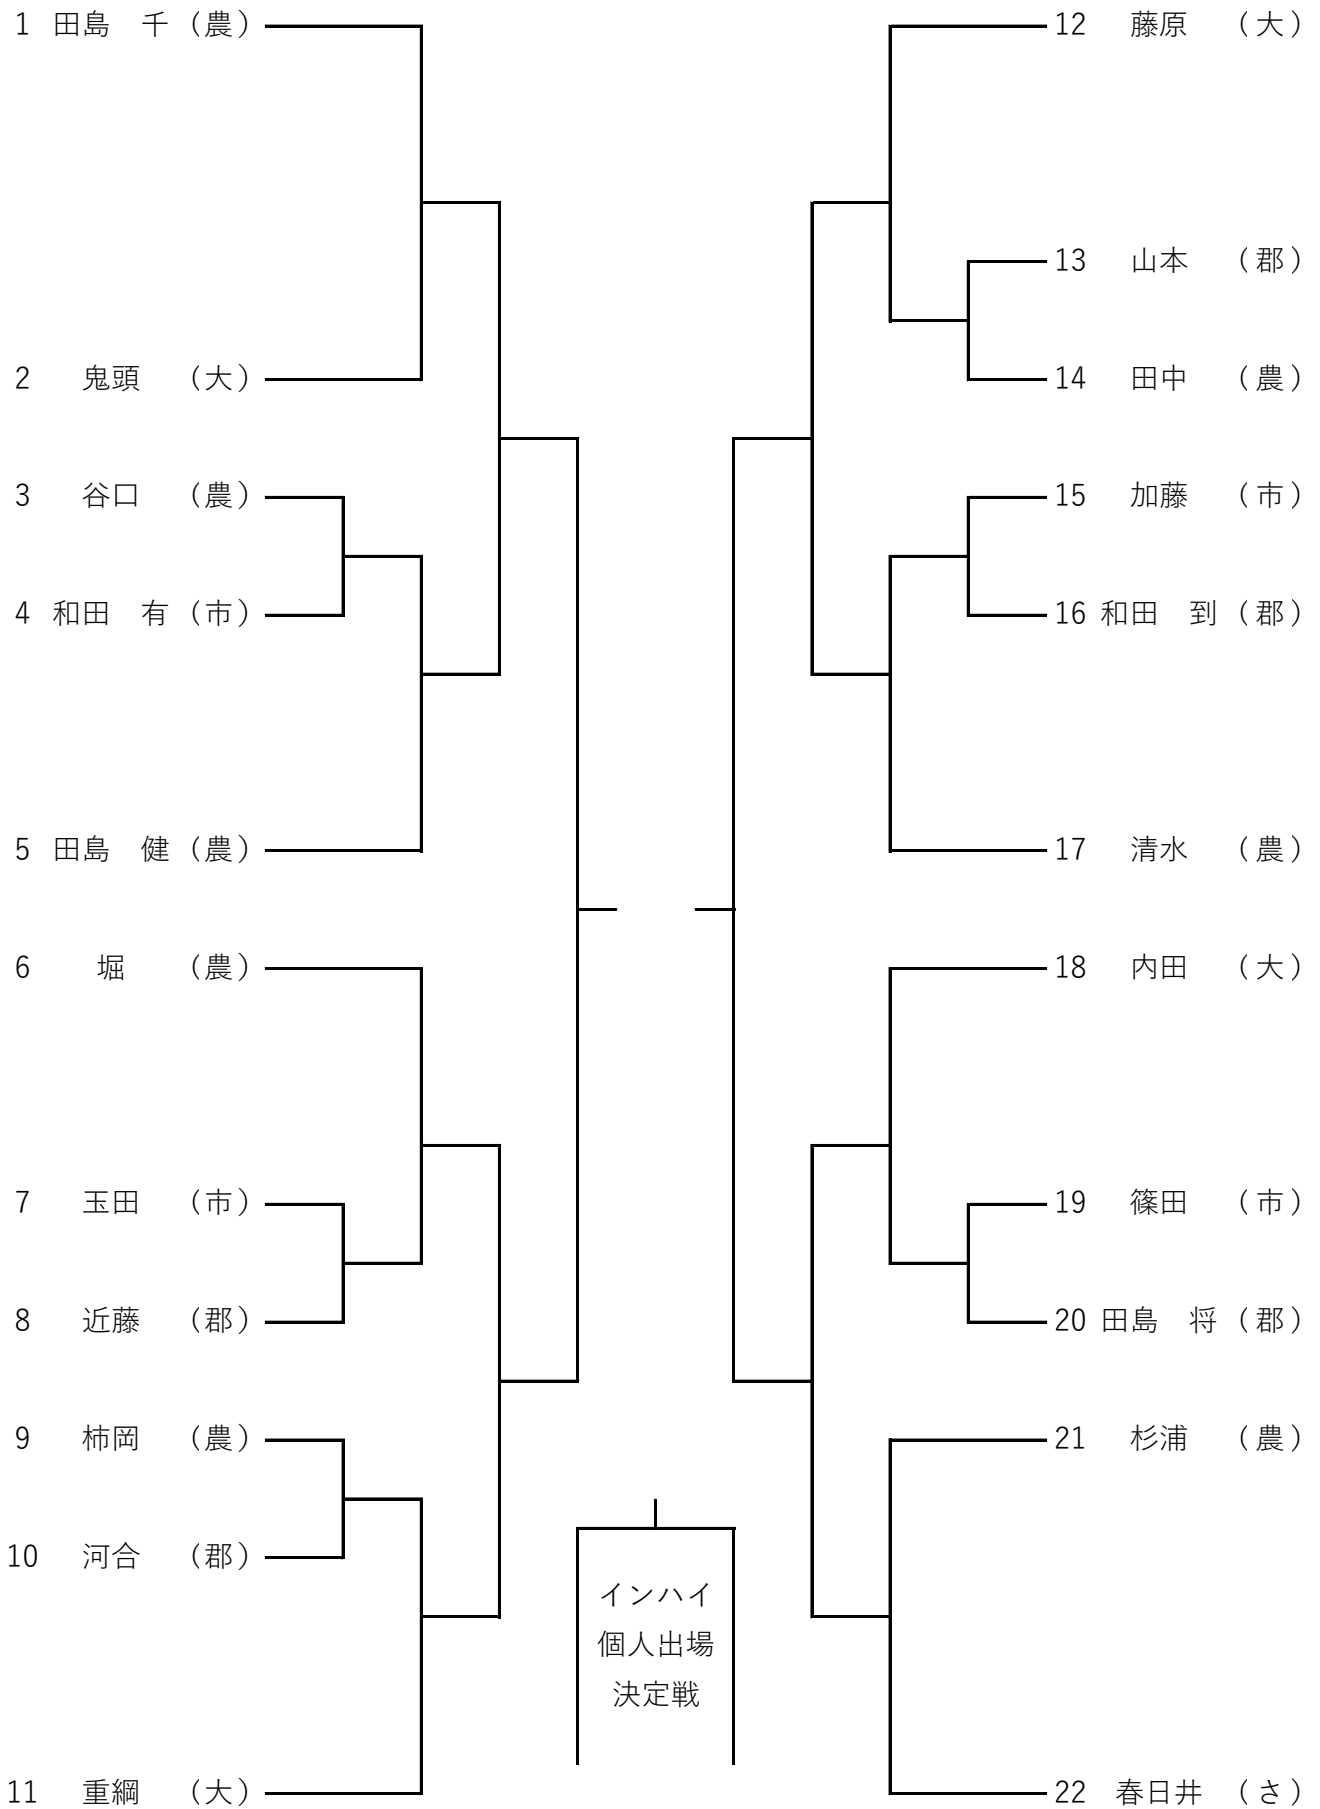 1 田島　千（農）
2 鬼頭 （大）
3 谷口 （農）
4 和田　有（市）
5 田島　健（農）
6 堀 （農）
7 玉田 （市）
8 近藤 （郡）
9 柿岡 （農）
10 河合 （郡）
11 重綱 （大）
インハイ
個人出場
決定戦
12 藤原 （大）
13 山本 （郡）
14 田中 （農）
15 加藤 （市）
16 和田　到（郡）
17 清水 （農）
18 内田 （大）
19 篠田 （市）
20 田島　将（郡）
21 杉浦 （農）
22 春日井 （さ）